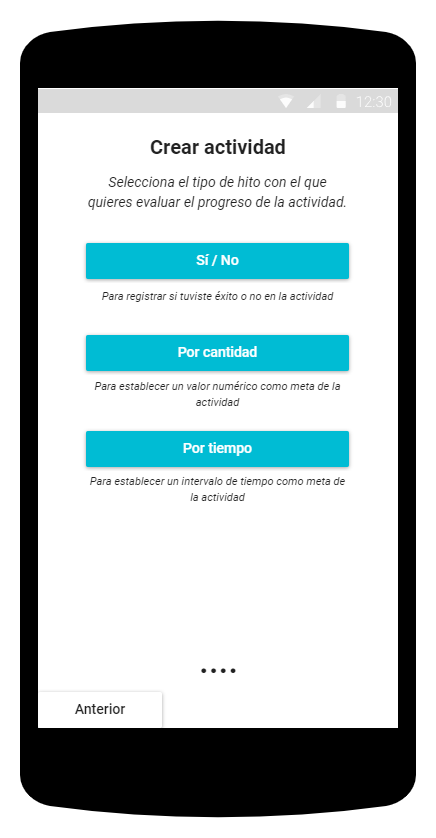 12:30
Crear actividad
Selecciona el tipo de hito con el que
quieres evaluar el progreso de la actividad.
Sí / No
Para registrar si tuviste éxito o no en la actividad
Por cantidad
Para establecer un valor numérico como meta de la
actividad
Por tiempo
Para establecer un intervalo de tiempo como meta de
la actividad
Anterior